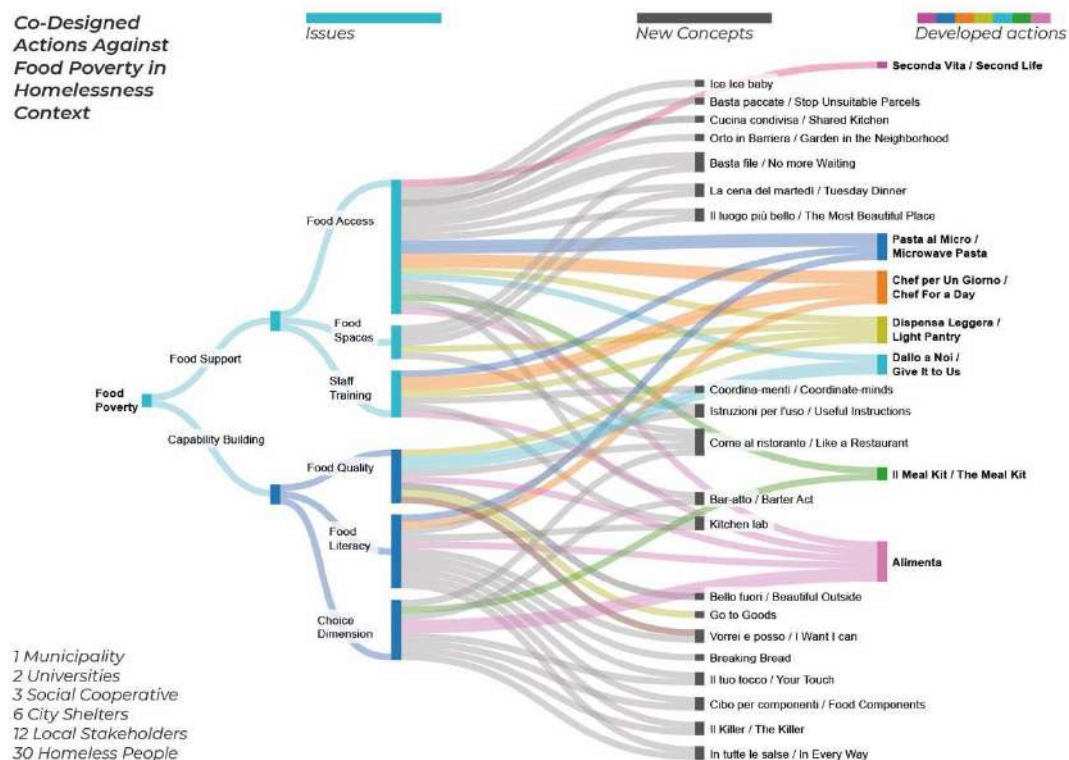 Co-Designed
Actions Against
Food Poverty in
Homelessness
Context
Issues
New Concepts
Developed actions
Seconda Vita / Second Life
Ice Ice baby
Basta paccate / Stop Unsuitable Parcels
Cucina condivisa / Shared Kitchen
Orto in Barriera / Garden in the Neighborhood
Basta file / No more Waiting
La cena del martedì / Tuesday Dinner
Il luogo più bello / The Most Beautiful Place
Food Access
Pasta al Micro /
Microwave Pasta
Chef per Un Giorno /
Chef For a Day
Food
Spaces
Dispensa Leggera /
Light Pantry
Food Support
Dallo a Noi /
Give It to Us
Staff
Training
Food
Poverty
Coordina-menti / Coordinate-minds
Istruzioni per l'uso / Useful Instructions
Capability Building
Come al ristorante / Like a Restaurant
Food Quality
Il Meal Kit / The Meal Kit
Bar-atto / Barter Act
Kitchen lab
Food
Literacy
Alimenta
Bello fuori / Beautiful Outside
Go to Goods
Choice
Dimension
Vorrei e posso / I Want I can
Breaking Bread
Il tuo tocco / Your Touch
Cibo per componenti / Food Components
Il Killer / The Killer
In tutte le salse / In Every Way
1 Municipality
2 Universities
3 Social Cooperative
6 City Shelters
12 Local Stakeholders
30 Homeless People